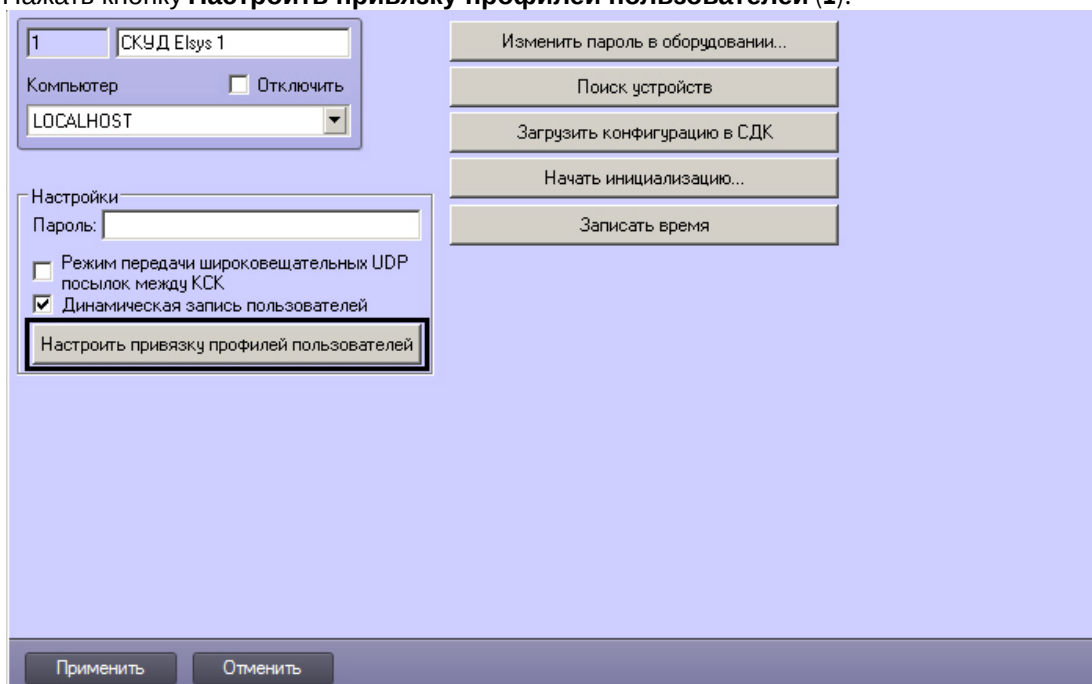 Нажать кнопку Настроить привязку профилей пользователей (1).
1
СКУД Elsys 1
Компьютер
Отключить
LOCALHOST
Настройки
Пароль:
Режим передачи широковещательных UDP
посылок между КСК
Динамическая запись пользователей
Настроить привязку профилей пользователей
Изменить пароль в оборудовании...
Поиск устройств
Загрузить конфигурацию в СДК
Начать инициализацию...
Записать время
Применить
Отменить